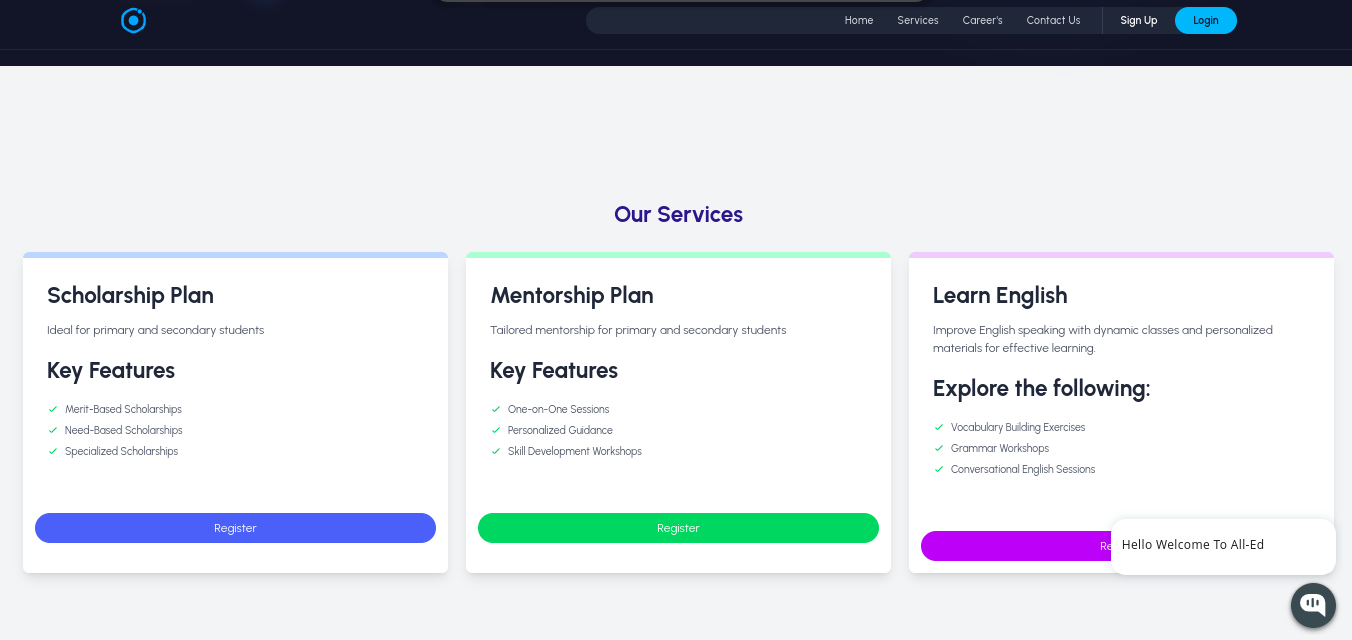 Home Services Career's Contact Us Sign Up Login
Our Services
Scholarship Plan
Ideal for primary and secondary students
Key Features
Merit-Based Scholarships
Need-Based Scholarships
Specialized Scholarships
Register
Mentorship Plan
Tailored mentorship for primary and secondary students
Key Features
One-on-One Sessions
Personalized Guidance
Skill Development Workshops
Register
Learn English
Improve English speaking with dynamic classes and personalized
materials for effective learning.
Explore the following:
Vocabulary Building Exercises
Grammar Workshops
Conversational English Sessions
Hello Welcome To All-Ed